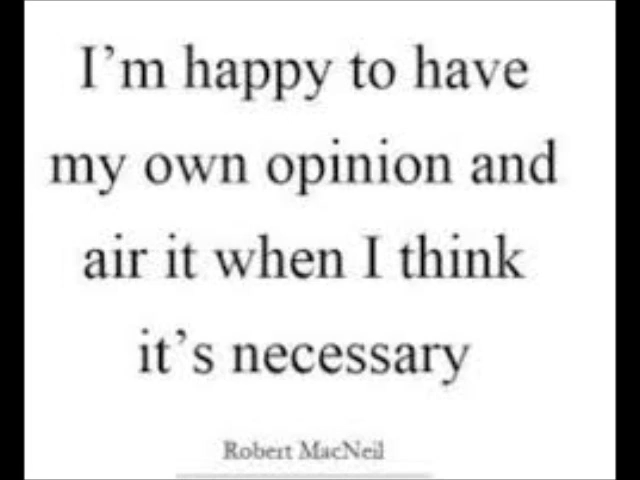 I’m happy to have
my own opinion and
air it when I think
it’s necessary
Robert MacNeil